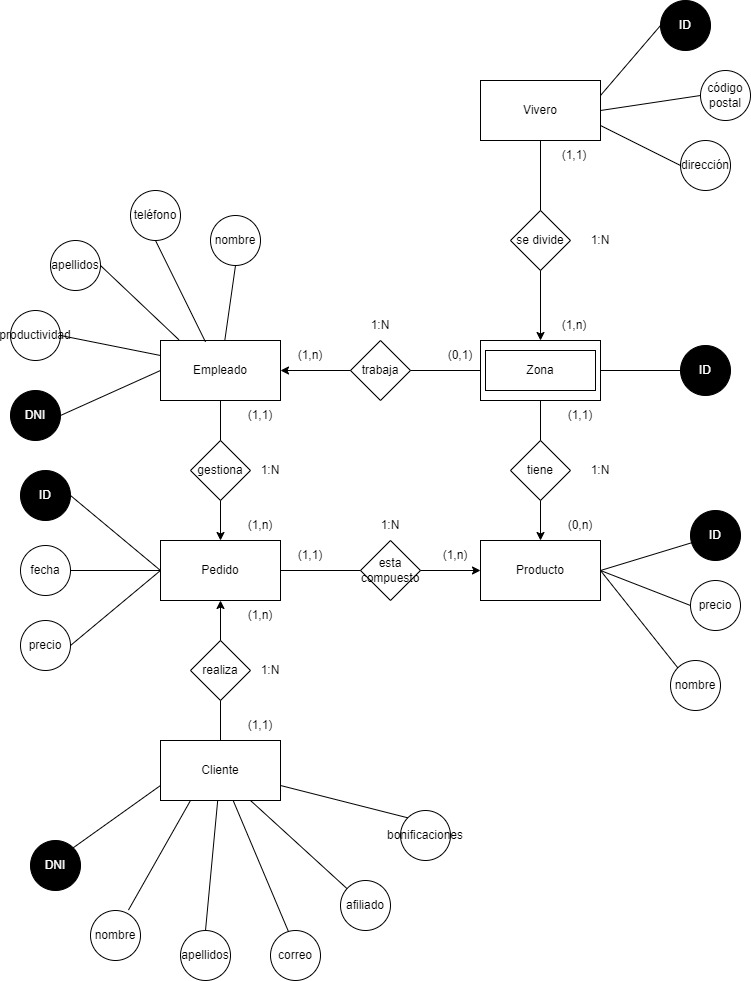 ID
código
postal
Vivero
(1,1)
dirección
teléfono
nombre
se divide
1:N
apellidos
productividad
1:N
(1,n)
(1,n)
(0,1)
Empleado
trabaja
Zona
ID
DNI
(1,1)
(1,1)
gestiona
1:N
tiene
1:N
ID
(1,n)
1:N
(0,n)
ID
(1,1)
(1,n)
fecha
Pedido
esta
compuesto
Producto
precio
(1,n)
precio
realiza
1:N
nombre
(1,1)
Cliente
bonificaciones
DNI
afiliado
nombre
apellidos
correo